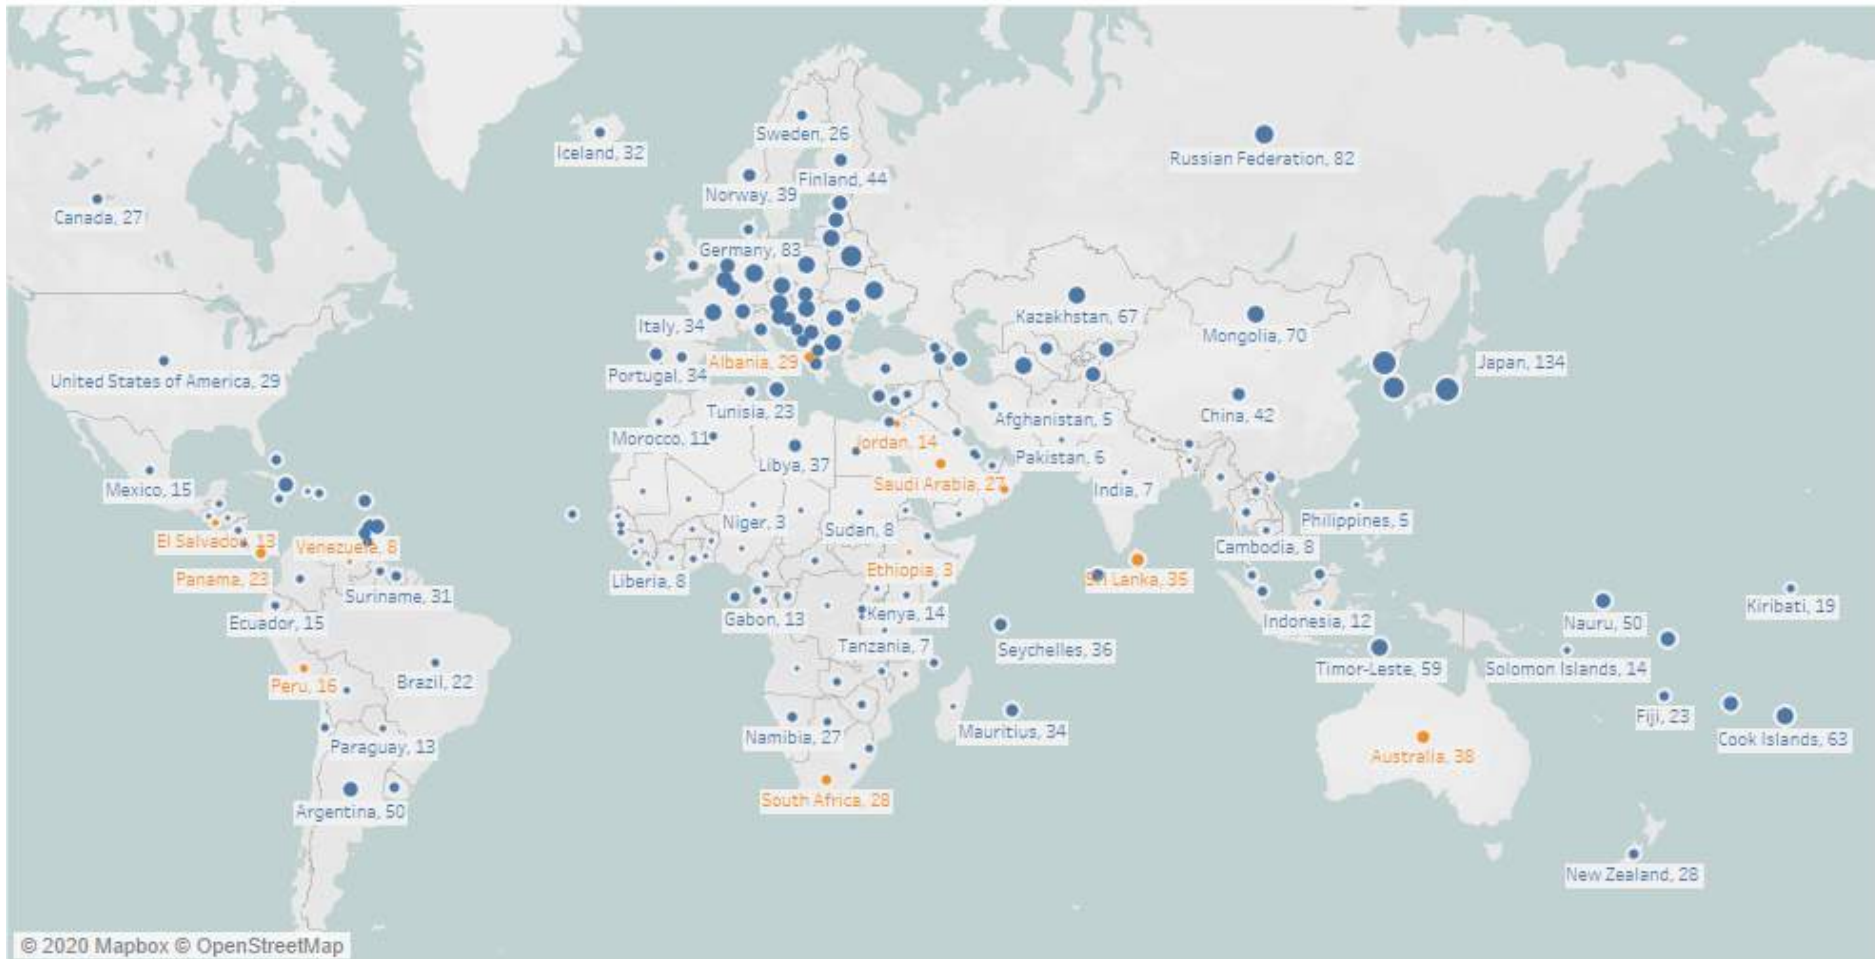 Sweden, 26
Iceland, 32
Russian Federation, 82
Finland, 44
Norway, 39
Canada, 27
Germany, 83
Kazakhstan, 67
Italy, 34
Mongolia, 70
Albania, 29
Japan, 134
Portugal, 34
United States of America, 29
Tunisia, 23
Afghanistan, 5
China, 42
Morocco, 11
Jordan, 14
Libya, 37
Pakistan, 6
Mexico, 15
Saudi Arabia, 27
India, 7
Niger, 3
Sudan, 8
Philippines, 5
El Salvador, 13
Venezuela, 8
Cambodia, 8
Panama, 23
Liberia, 8
Ethiopia, 3
Sri Lanka, 35
Suriname, 31
Kiribati, 19
Ecuador, 15
Gabon, 13
Kenya, 14
Indonesia, 12
Nauru, 50
Tanzania, 7
Seychelles, 36
Timor-Leste, 59
Solomon Islands, 14
Peru, 16
Brazil, 22
Fiji, 23
Namibia, 27
Mauritius, 34
Cook Islands, 63
Paraguay, 13
Australia, 38
South Africa, 28
Argentina, 50
New Zealand, 28
© 2020 Mapbox © OpenStreetMap